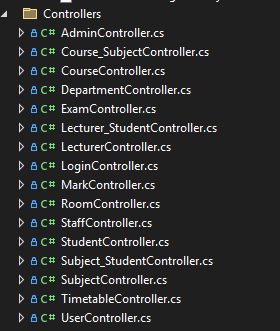 Controllers
C# AdminController.cs
C# Course_SubjectController.cs
C# CourseController.cs
C# DepartmentController.cs
C# ExamController.cs
C# Lecturer_StudentController.cs
C# LecturerController.cs
C# LoginController.cs
C# MarkController.cs
C# RoomController.cs
C# StaffController.cs
C# StudentController.cs
C# Subject_StudentController.cs
C# SubjectController.cs
C# TimetableController.cs
C# UserController.cs